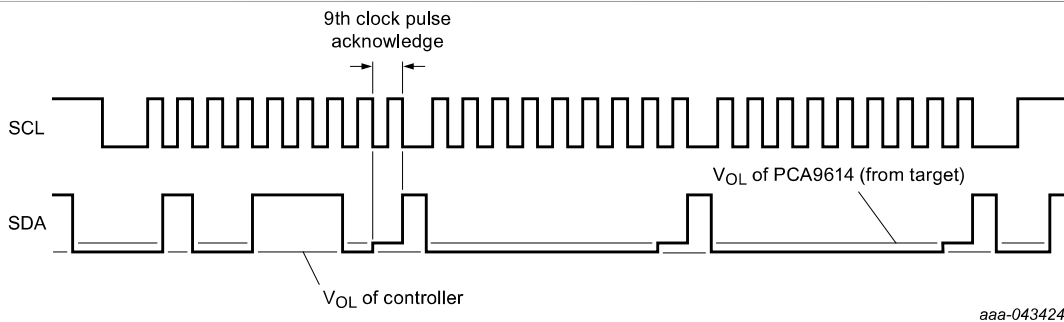 9th clock pulse
acknowledge
SCL
VOL of PCA9614 (from target)
SDA
VOL of controller
aaa-043424